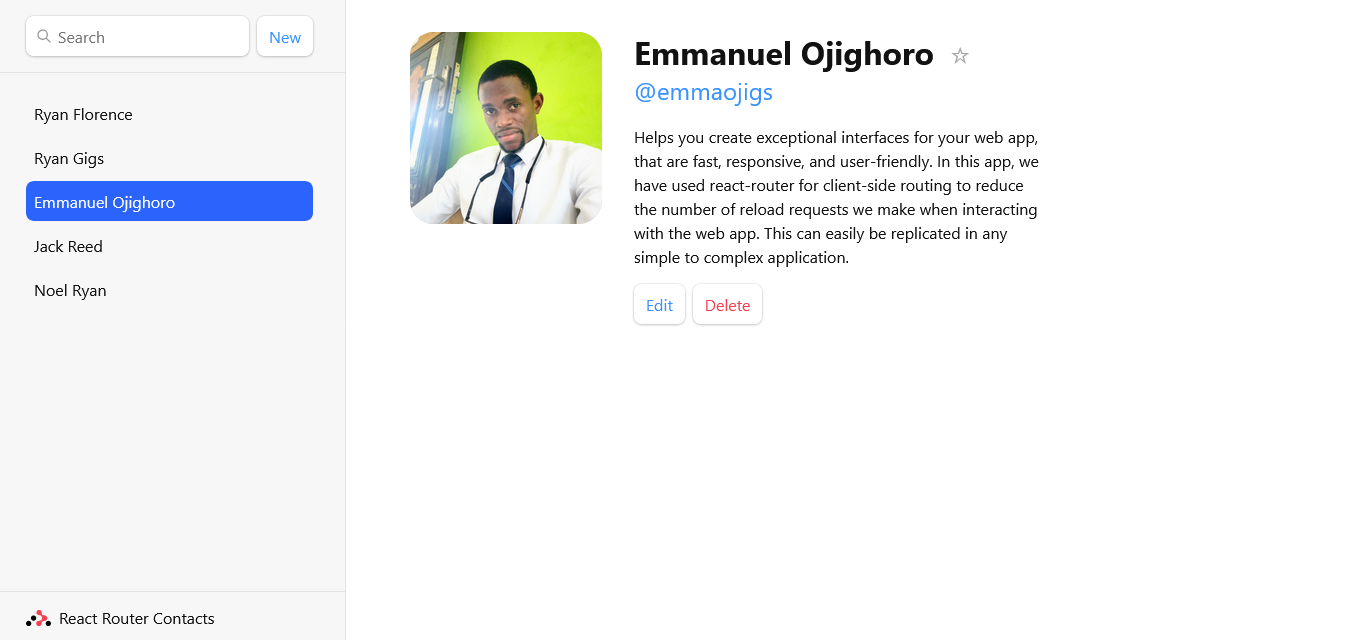 Search
New
Ryan Florence
Ryan Gigs
Emmanuel Ojighoro
Jack Reed
Noel Ryan
React Router Contacts
Emmanuel Ojighoro ☆
@emmaojigs
Helps you create exceptional interfaces for your web app,
that are fast, responsive, and user-friendly. In this app, we
have used react-router for client-side routing to reduce
the number of reload requests we make when interacting
with the web app. This can easily be replicated in any
simple to complex application.
Edit
Delete